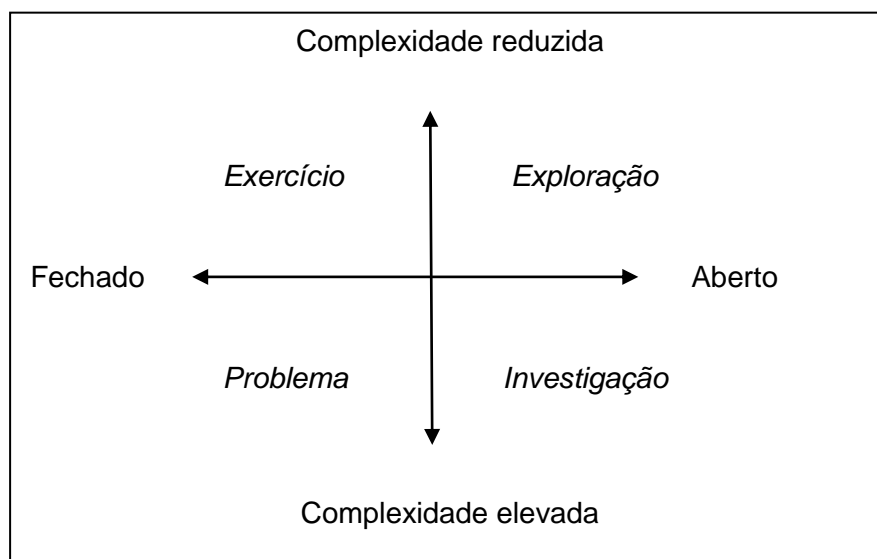 Complexidade reduzida
Exercício Exploração
Fechado Aberto
Problema Investigação
Complexidade elevada